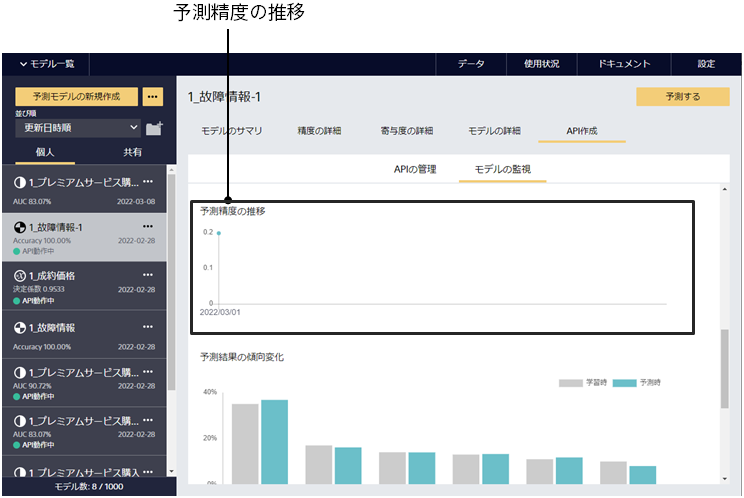 予測精度の推移
モデル一覧
データ
使用状況
ドキュメント
設定
予測モデルの新規作成
並び順
更新日時順
個人
共有
1_プレミアムサービス購...
AUC 83.07%
2022-03-08
1_故障情報-1
Accuracy 100.00%
2022-02-28
API動作中
1_成約価格
決定係数 0.9533
2022-02-28
API動作中
1_故障情報
Accuracy 100.00%
2022-02-28
1_プレミアムサービス購...
AUC 90.72%
2022-02-28
API動作中
1_プレミアムサービス購...
AUC 83.07%
2022-02-28
API動作中
1_プレミアムサービス購入
モデル数: 8 / 1000
1_故障情報-1
予測する
モデルのサマリ
精度の詳細
寄与度の詳細
モデルの詳細
API作成
APIの管理
モデルの監視
予測精度の推移
0.2
0.1
0
2022/03/01
予測結果の傾向変化
学習時
予測時
40%
20%
0%